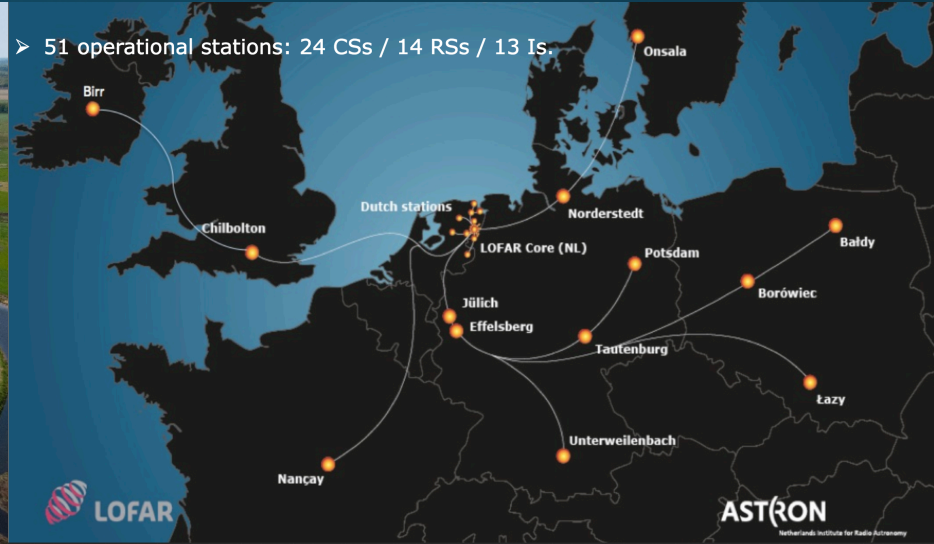 ➢ 51 operational stations: 24 CSs / 14 RSs / 13 Is.
Onsala
Birr
Dutch stations
Norderstedt
Chilbolton
LOFAR Core (NL)
Bałdy
Potsdam
Borówiec
Jülich
Effelsberg
Tautenburg
Łazy
Unterweilenbach
Nançay
LOFAR
ASTRON
Netherlands Institute for Radio Astronomy